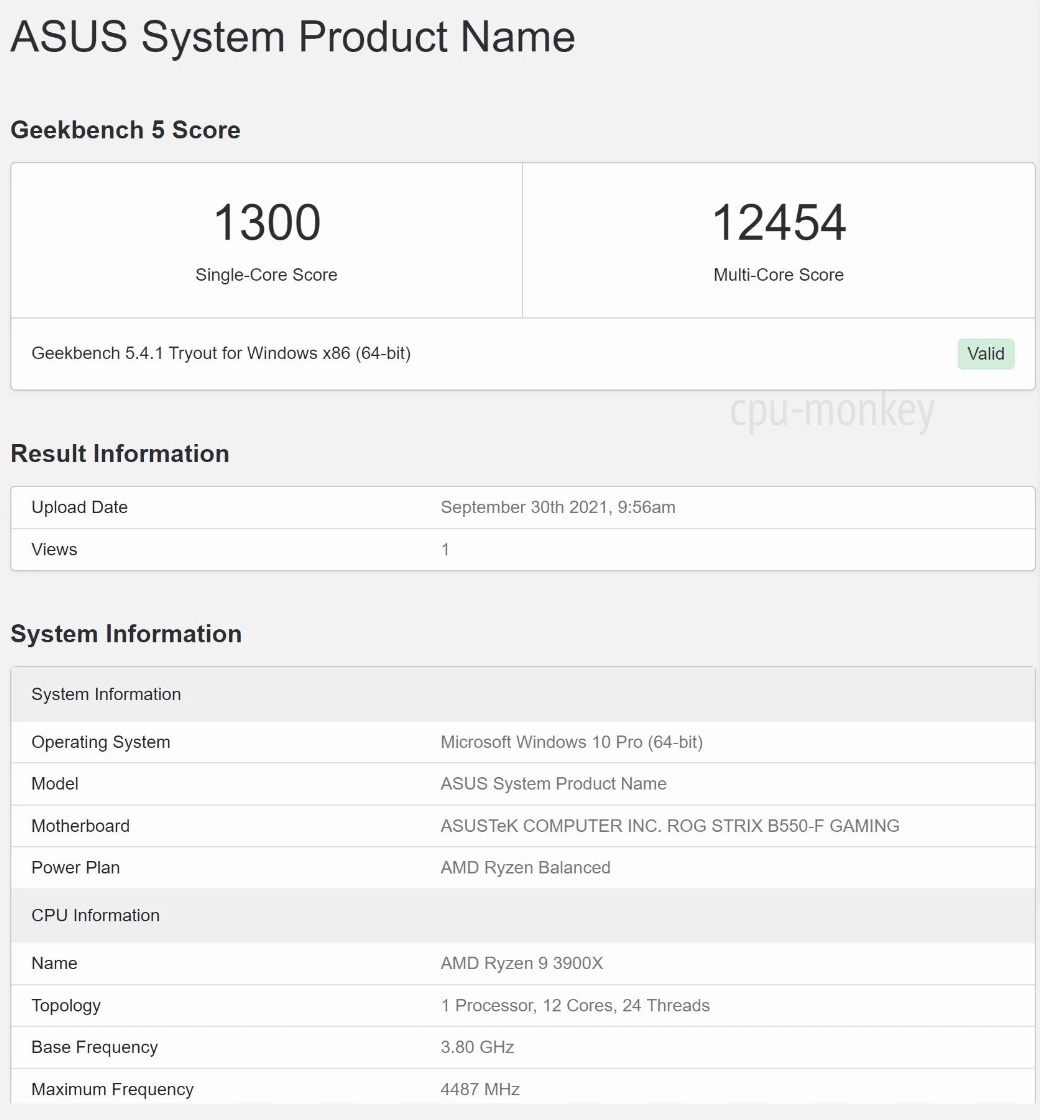 ASUS System Product Name
Geekbench 5 Score
1300 12454
Single-Core Score Multi-Core Score
Geekbench 5.4.1 Tryout for Windows x86 (64-bit) Valid
cpu-monkey
Result Information
Upload Date September 30th 2021, 9:56am
Views 1
System Information
System Information
Operating System Microsoft Windows 10 Pro (64-bit)
Model ASUS System Product Name
Motherboard ASUSTeK COMPUTER INC. ROG STRIX B550-F GAMING
Power Plan AMD Ryzen Balanced
CPU Information
Name AMD Ryzen 9 3900X
Topology 1 Processor, 12 Cores, 24 Threads
Base Frequency 3.80 GHz
Maximum Frequency 4487 MHz